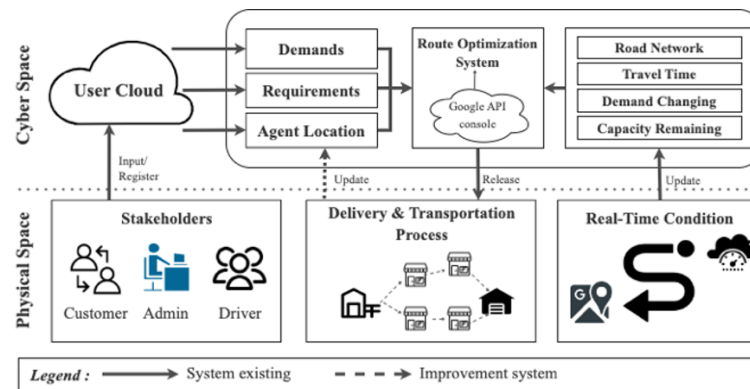 Cyber Space
User Cloud
Demands
Requirements
Agent Location
Route Optimization
System
Google API
console
Road Network
Travel Time
Demand Changing
Capacity Remaining
Input/
Register
Update
Release
Update
Physical Space
Stakeholders
Customer
Admin
Driver
Delivery & Transportation
Process
Real-Time Condition
G
Legend :
System existing
Improvement system